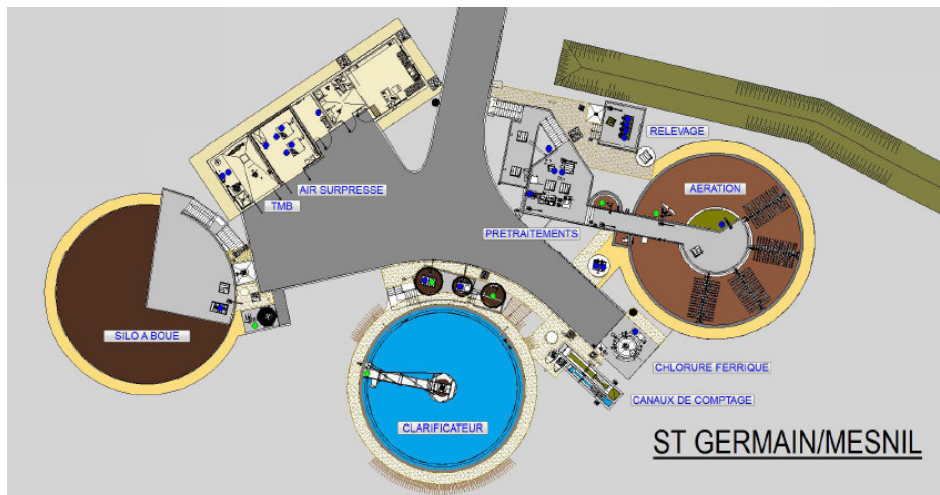 RELEVAGE
AIR SURPRESSE
AERATION
TMB
PRETRAITEMENTS
SILO A BOUE
CHLORURE FERRIQUE
CANAUX DE COMPTAGE
CLARIFICATEUR
ST GERMAIN/MESNIL